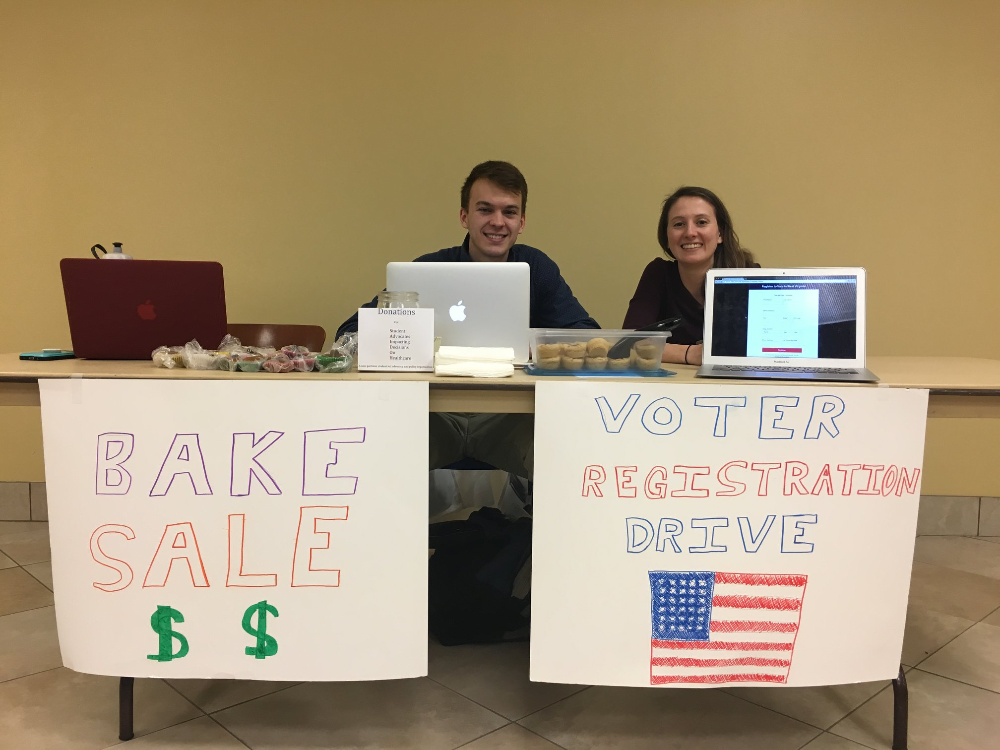 Donations
For
Student
Advocates
Impacting
Decisions
On
Healthcare
A non-partisan student led advocacy and policy organization
Register to Vote in West Virginia
Continue
MacBook Air
BAKE
SALE
$ $
VOTER
REGISTRATION
DRIVE